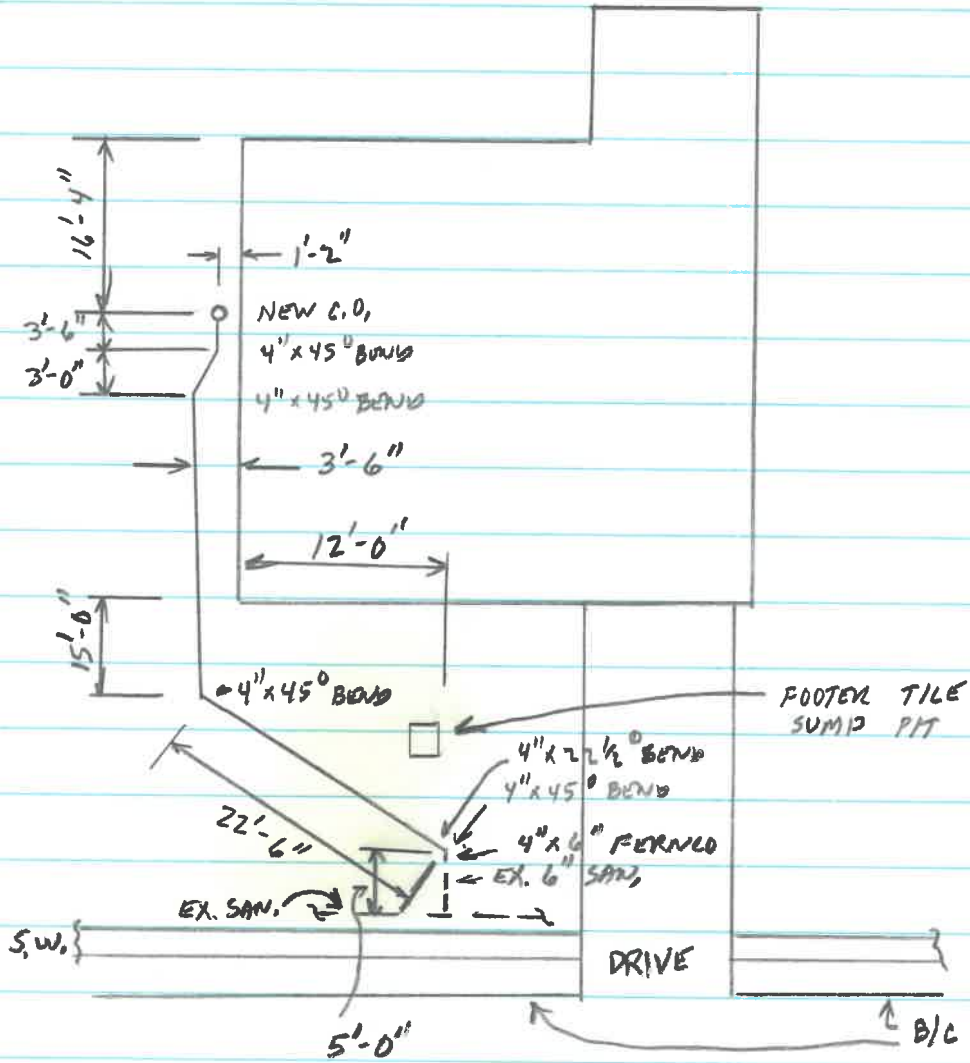 16'-4"
1'-2"
NEW C.O.
3'-6"
4" x 45° BEND
3'-0"
4" x 45° BEND
3'-6"
12'-0"
15'-0"
4" x 45° BEND
FOOTER TILE
SUMP PIT
4" x 22 1/2° BEND
4" x 45° BEND
22'-6"
4" x 6" FERNCO
EX. 6" SAN.
EX. SAN.
S.W.
DRIVE
5'-0"
B/C